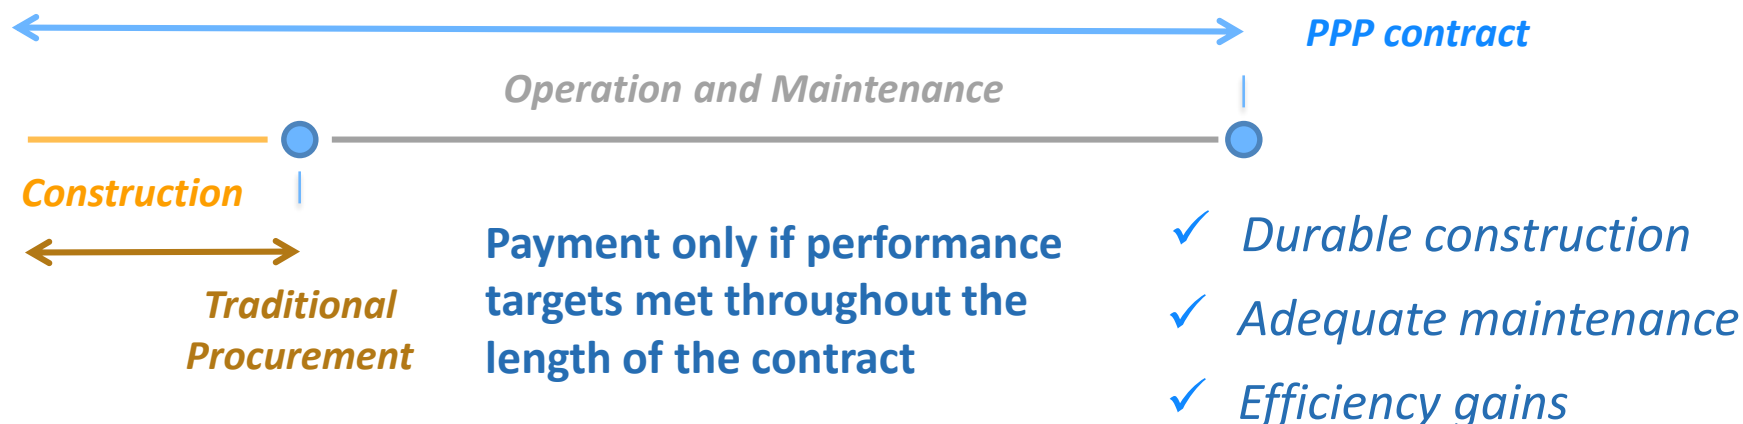 PPP contract
Operation and Maintenance
Construction
Traditional
Procurement
Payment only if performance
targets met throughout the
length of the contract
✓ Durable construction
✓ Adequate maintenance
✓ Efficiency gains